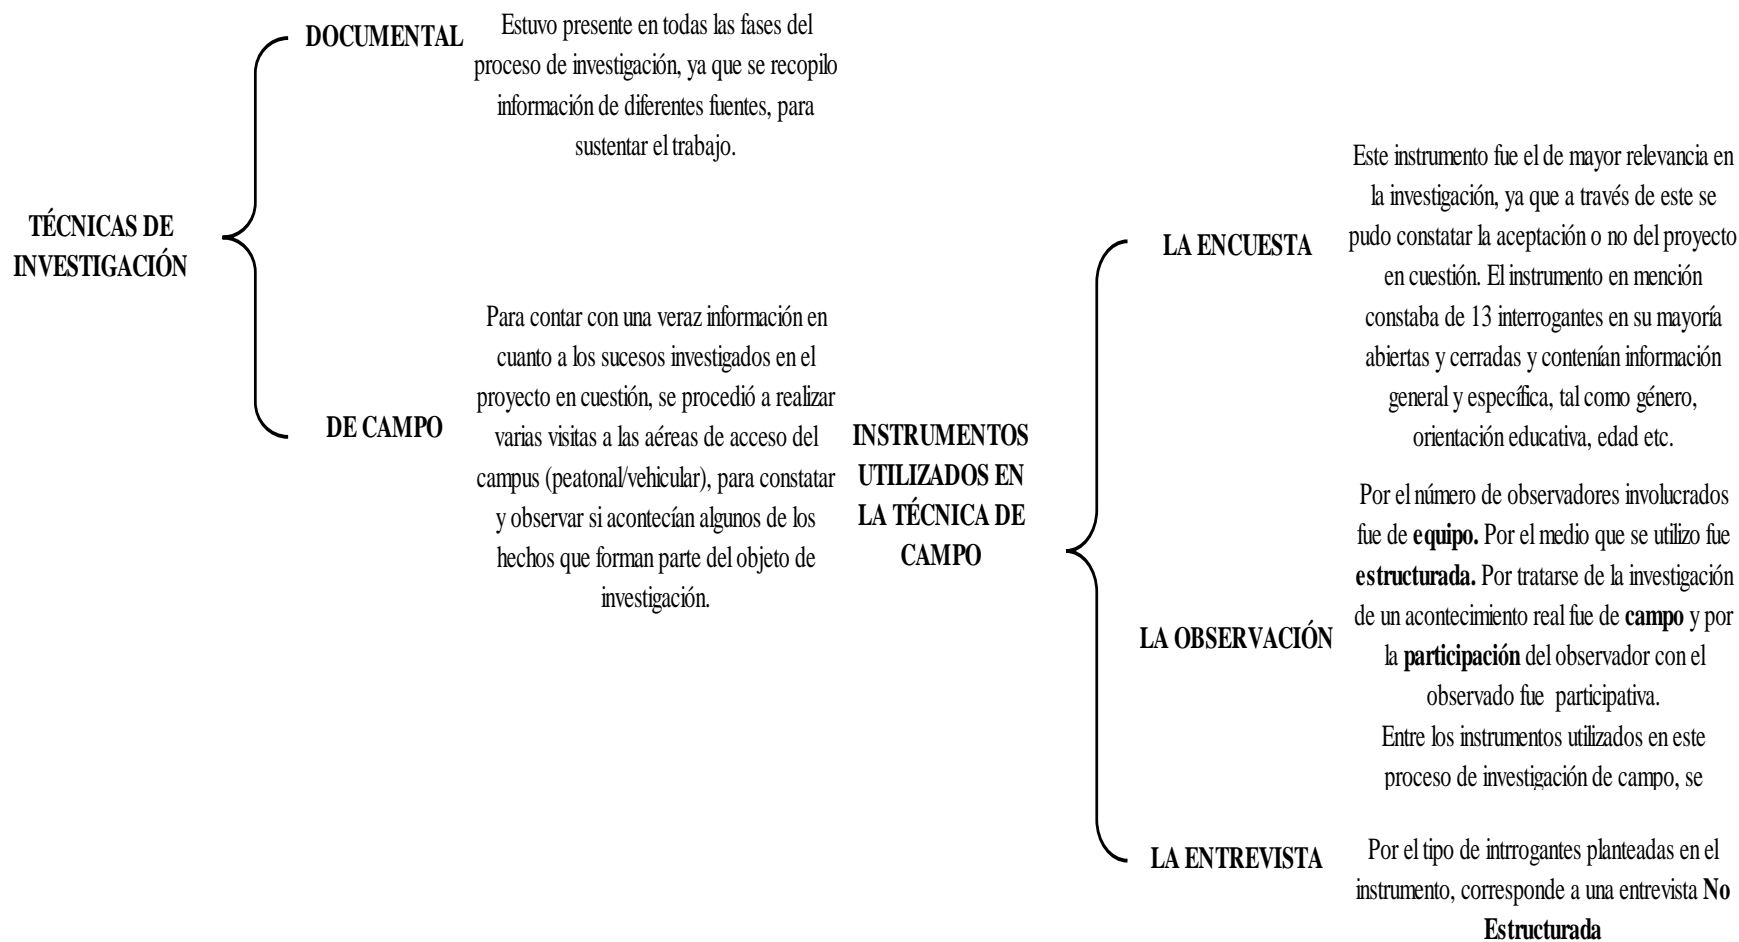 TÉCNICAS DE
INVESTIGACIÓN
DOCUMENTAL
Estuvo presente en todas las fases del
proceso de investigación, ya que se recopilo
información de diferentes fuentes, para
sustentar el trabajo.
DE CAMPO
Para contar con una veraz información en
cuanto a los sucesos investigados en el
proyecto en cuestión, se procedió a realizar
varias visitas a las aéreas de acceso del
campus (peatonal/vehicular), para constatar
y observar si acontecían algunos de los
hechos que forman parte del objeto de
investigación.
INSTRUMENTOS
UTILIZADOS EN
LA TÉCNICA DE
CAMPO
LA ENCUESTA
Este instrumento fue el de mayor relevancia en
la investigación, ya que a través de este se
pudo constatar la aceptación o no del proyecto
en cuestión. El instrumento en mención
constaba de 13 interrogantes en su mayoría
abiertas y cerradas y contenían información
general y específica, tal como género,
orientación educativa, edad etc.
LA OBSERVACIÓN
Por el número de observadores involucrados
fue de equipo. Por el medio que se utilizo fue
estructurada. Por tratarse de la investigación
de un acontecimiento real fue de campo y por
la participación del observador con el
observado fue participativa.
Entre los instrumentos utilizados en este
proceso de investigación de campo, se
LA ENTREVISTA
Por el tipo de intrrogantes planteadas en el
instrumento, corresponde a una entrevista No
Estructurada